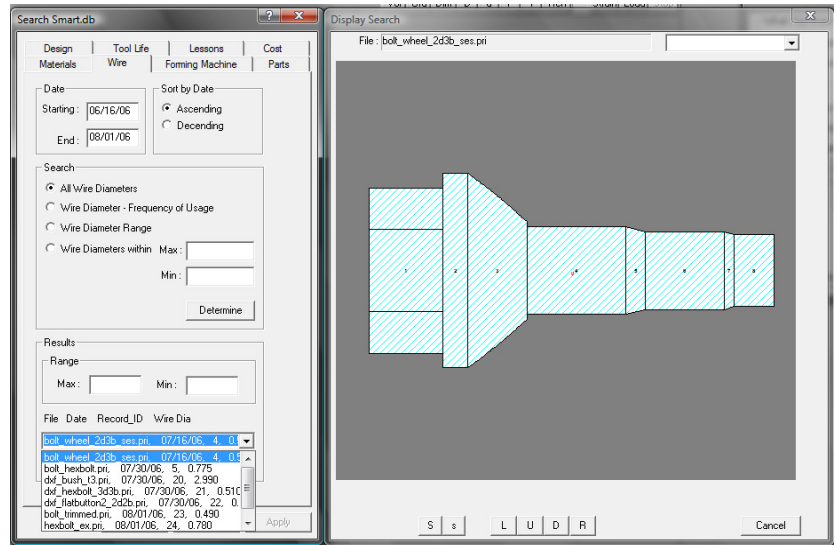 Search Smart.db
Design Tool Life Lessons Cost
Materials Wire Forming Machine Parts
Date
Starting : 06/16/06
End : 08/01/06
Sort by Date
Ascending
Decending
Search
All Wire Diameters
Wire Diameter - Frequency of Usage
Wire Diameter Range
Wire Diameters within Max :
Min :
Determine
Results
Range
Max : Min :
File Date Record_ID Wire Dia
bolt_wheel_2d3b_ses.pri, 07/16/06, 4,
bolt_wheel_2d3b_ses.pri, 07/16/06, 4,
bolt_hexbolt.pri, 07/30/06, 5, 0.775
dxf_bush_t3.pri, 07/30/06, 20, 2.990
dxf_hexbolt_3d3b.pri, 07/30/06, 21, 0.510
dxf_flatbutton2_2d2b.pri, 07/30/06, 22,
bolt_trimmed.pri, 08/01/06, 23, 0.490
hexbolt_ex.pri, 08/01/06, 24, 0.780
Apply
Display Search
File : bolt_wheel_2d3b_ses.pri
1 2 3 4 5 6 7 8
S s L U D R
Cancel